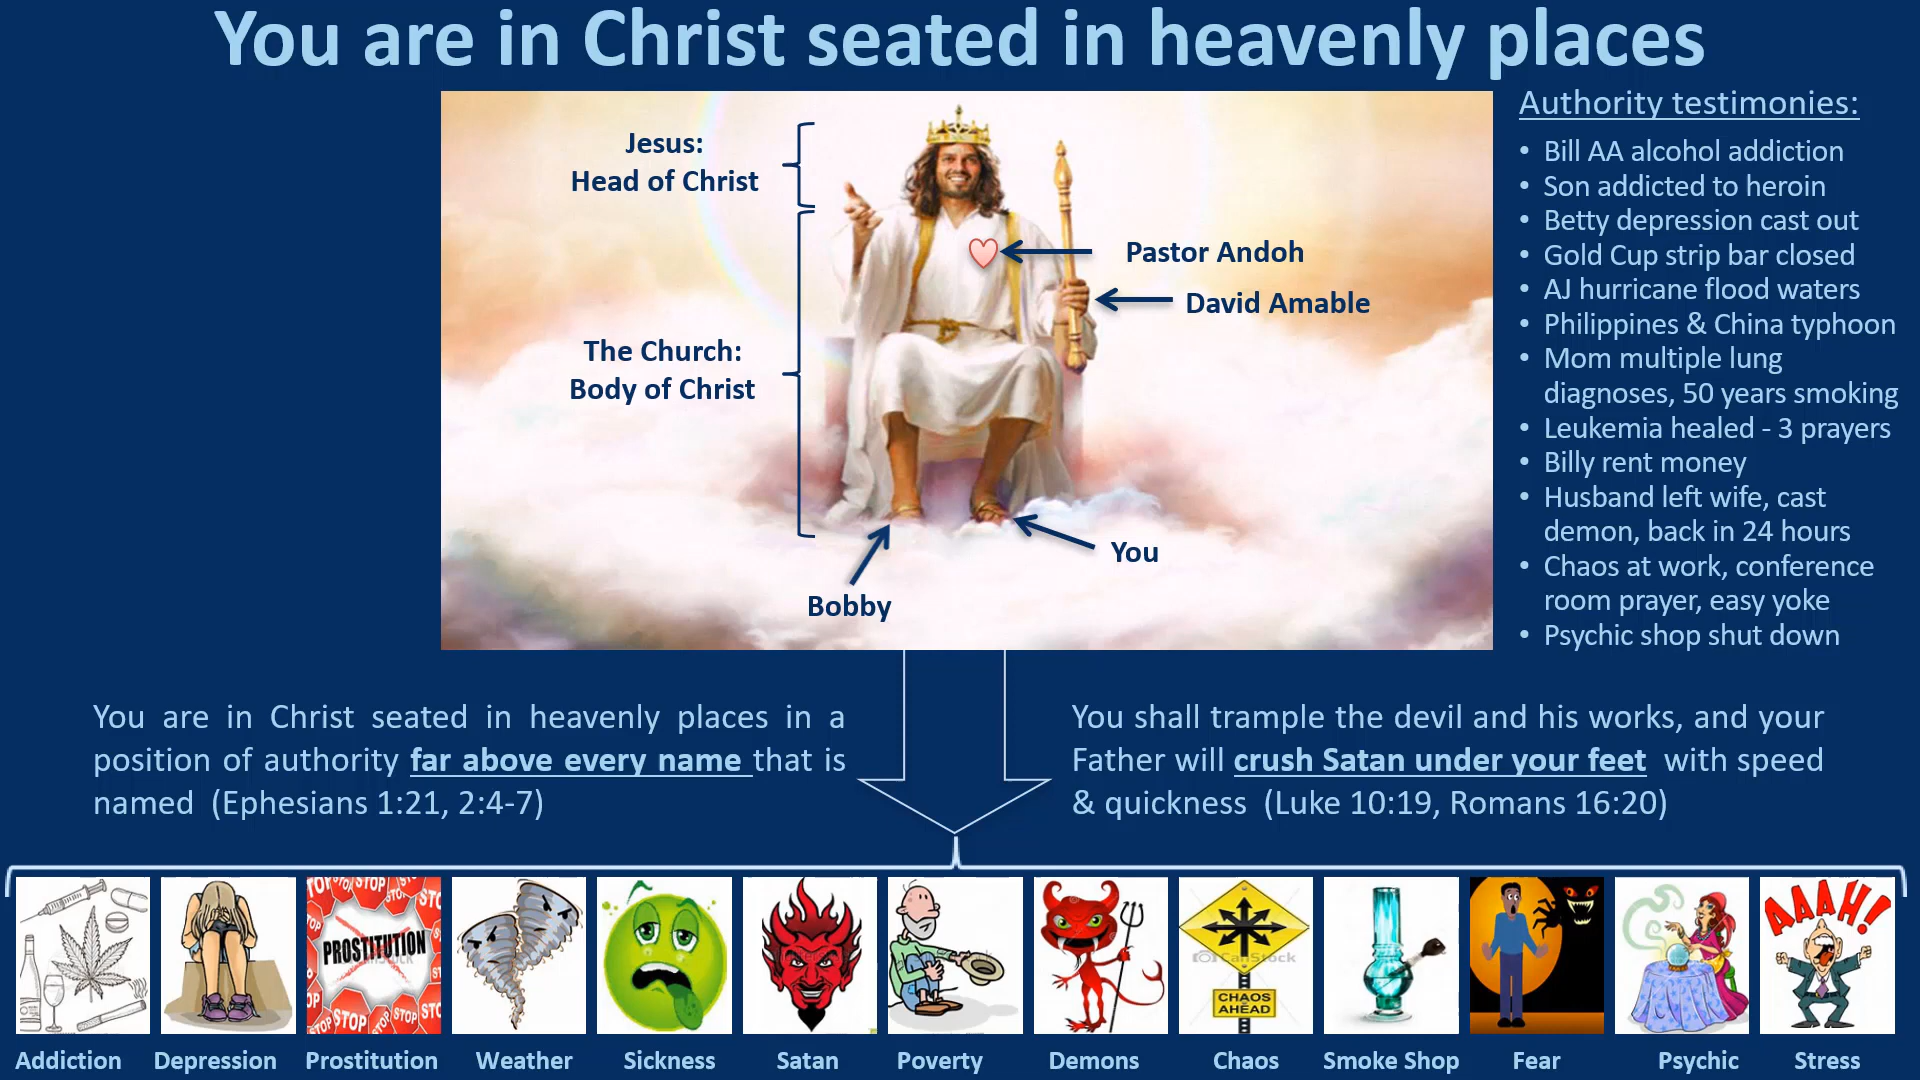 You are in Christ seated in heavenly places
Jesus:
Head of Christ
The Church:
Body of Christ
Pastor Andoh
David Amable
You
Bobby
Authority testimonies:
• Bill AA alcohol addiction
• Son addicted to heroin
• Betty depression cast out
• Gold Cup strip bar closed
• AJ hurricane flood waters
• Philippines & China typhoon
• Mom multiple lung
diagnoses, 50 years smoking
• Leukemia healed - 3 prayers
• Billy rent money
• Husband left wife, cast
demon, back in 24 hours
• Chaos at work, conference
room prayer, easy yoke
• Psychic shop shut down
You are in Christ seated in heavenly places in a
position of authority far above every name that is
named (Ephesians 1:21, 2:4-7)
You shall trample the devil and his works, and your
Father will crush Satan under your feet with speed
& quickness (Luke 10:19, Romans 16:20)
STOP
PROSTITUTION
CanStock
CHAOS
AHEAD
AAAH!
Addiction
Depression
Prostitution
Weather
Sickness
Satan
Poverty
Demons
Chaos
Smoke Shop
Fear
Psychic
Stress